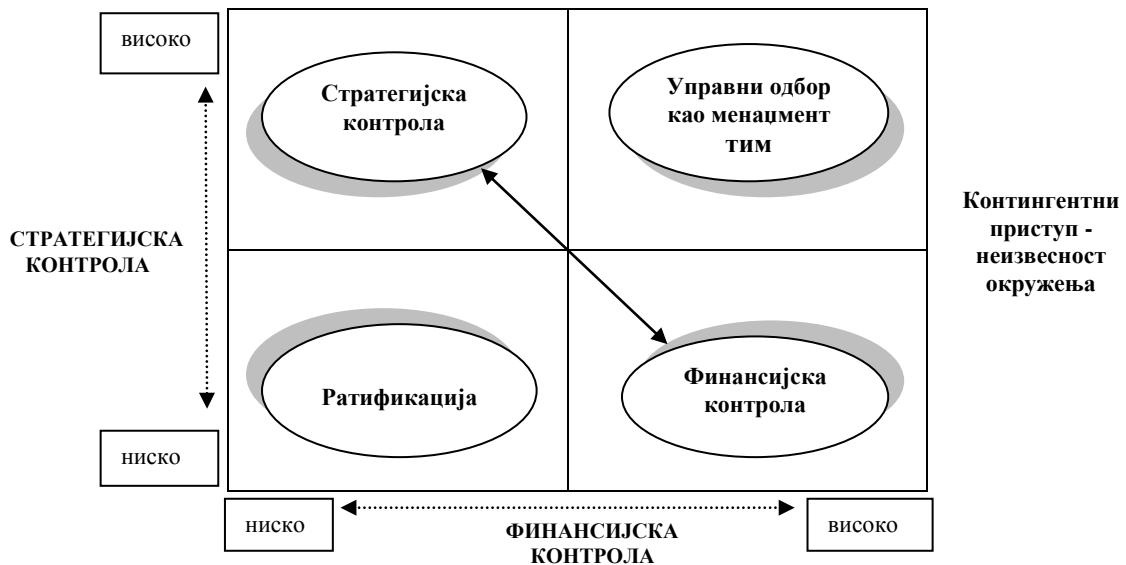 високо
Стратегијска
контрола
Управни одбор
као менаџмент
тим
Контингентни
приступ -
неизвесност
окружења
СТРАТЕГИЈСКА
КОНТРОЛА
Ратификација
Финансијска
контрола
ниско
ниско
ФИНАНСИЈСКА
КОНТРОЛА
високо